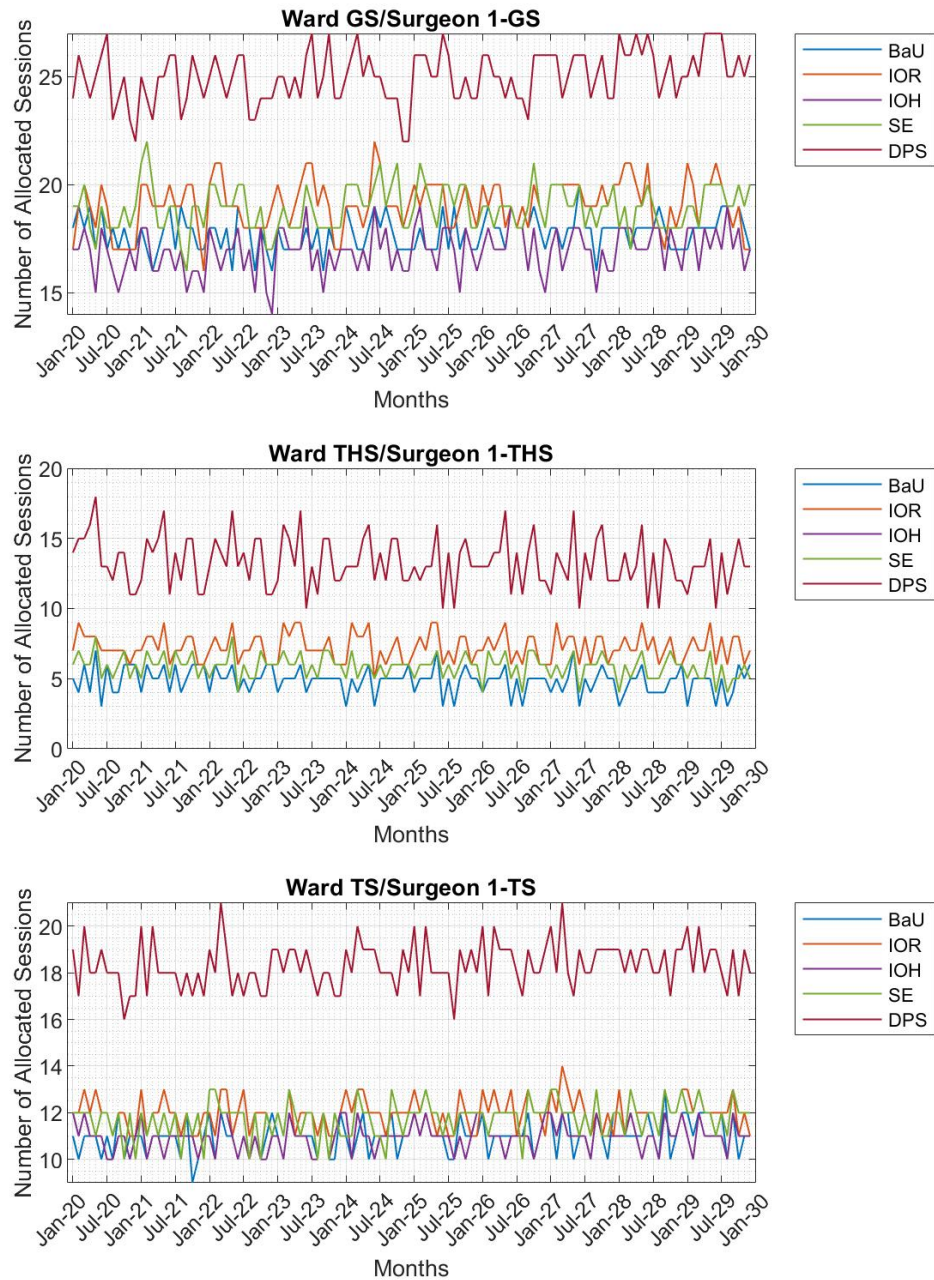 Ward GS/Surgeon 1-GS
Number of Allocated Sessions
25
20
15
Jan-20 Jul-20 Jan-21 Jul-21 Jan-22 Jul-22 Jan-23 Jul-23 Jan-24 Jul-24 Jan-25 Jul-25 Jan-26 Jul-26 Jan-27 Jul-27 Jan-28 Jul-28 Jan-29 Jul-29 Jan-30
Months
BaU
IOR
IOH
SE
DPS
Ward THS/Surgeon 1-THS
Number of Allocated Sessions
20
15
10
5
0
Jan-20 Jul-20 Jan-21 Jul-21 Jan-22 Jul-22 Jan-23 Jul-23 Jan-24 Jul-24 Jan-25 Jul-25 Jan-26 Jul-26 Jan-27 Jul-27 Jan-28 Jul-28 Jan-29 Jul-29 Jan-30
Months
BaU
IOR
IOH
SE
DPS
Ward TS/Surgeon 1-TS
Number of Allocated Sessions
20
18
16
14
12
10
Jan-20 Jul-20 Jan-21 Jul-21 Jan-22 Jul-22 Jan-23 Jul-23 Jan-24 Jul-24 Jan-25 Jul-25 Jan-26 Jul-26 Jan-27 Jul-27 Jan-28 Jul-28 Jan-29 Jul-29 Jan-30
Months
BaU
IOR
IOH
SE
DPS